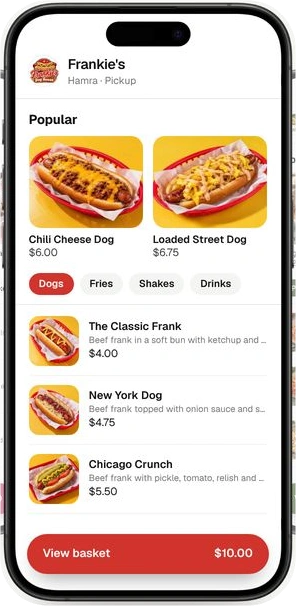 Frankie's
Hamra · Pickup
Popular
Chili Cheese Dog
$6.00
Loaded Street Dog
$6.75
Dogs
Fries
Shakes
Drinks
The Classic Frank
Beef frank in a soft bun with ketchup and ...
$4.00
New York Dog
Beef frank topped with onion sauce and s...
$4.75
Chicago Crunch
Beef frank with pickle, tomato, relish and ...
$5.50
View basket
$10.00